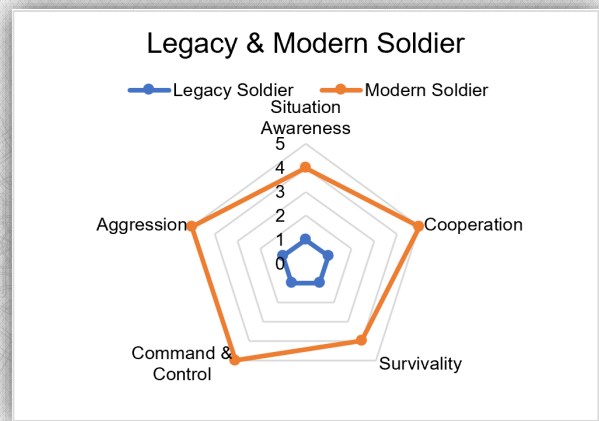 Legacy & Modern Soldier
Legacy Soldier
Modern Soldier
Situation
Awareness
5
4
3
2
1
0
Aggression
Cooperation
Command &
Control
Survivality